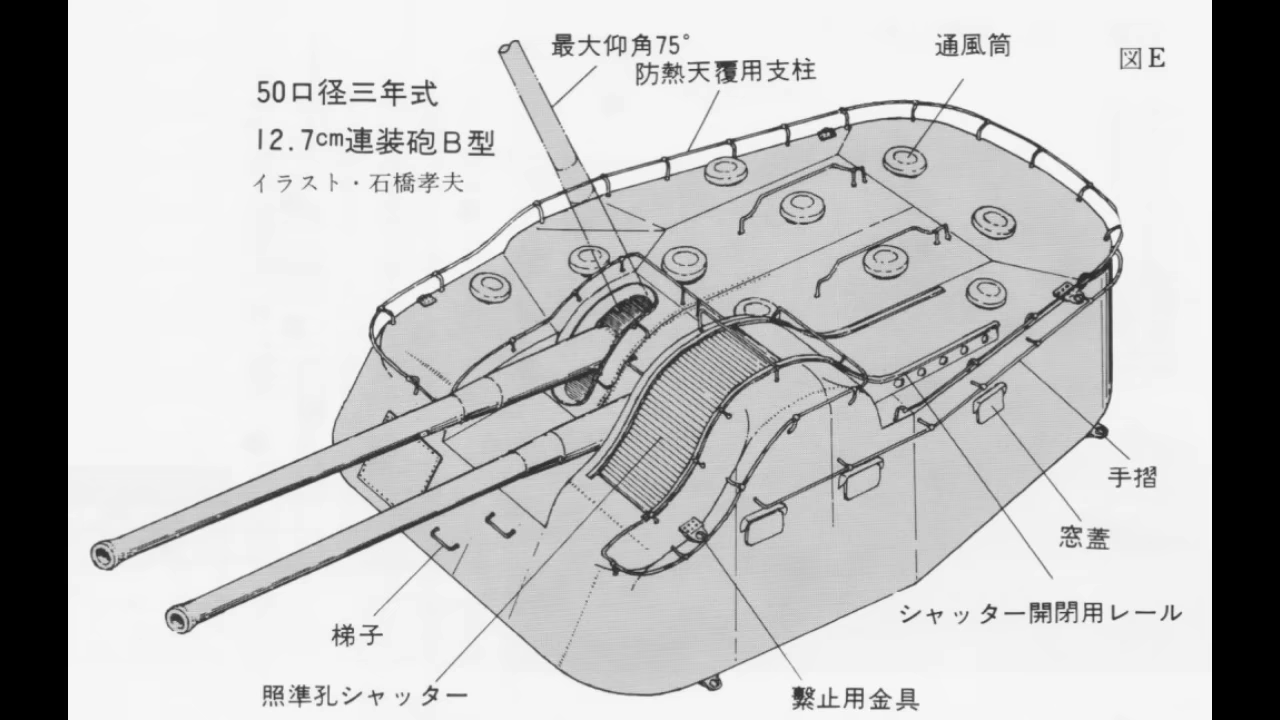 最大仰角75°
通風筒
図E
防熱天覆用支柱
50口径三年式
12.7cm連装砲B型
イラスト・石橋孝夫
手摺
窓蓋
シャッター開閉用レール
梯子
照準孔シャッター
繋止用金具